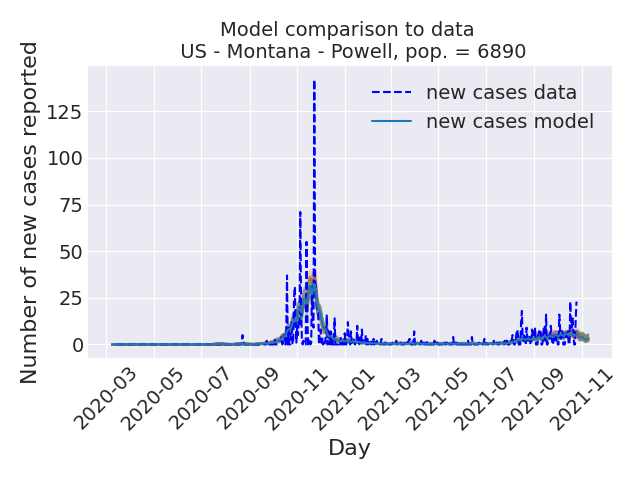 Model comparison to data
US - Montana - Powell, pop. = 6890
Number of new cases reported
125
100
75
50
25
0
new cases data
new cases model
2020-03
2020-05
2020-07
2020-09
2020-11
2021-01
2021-03
2021-05
2021-07
2021-09
2021-11
Day